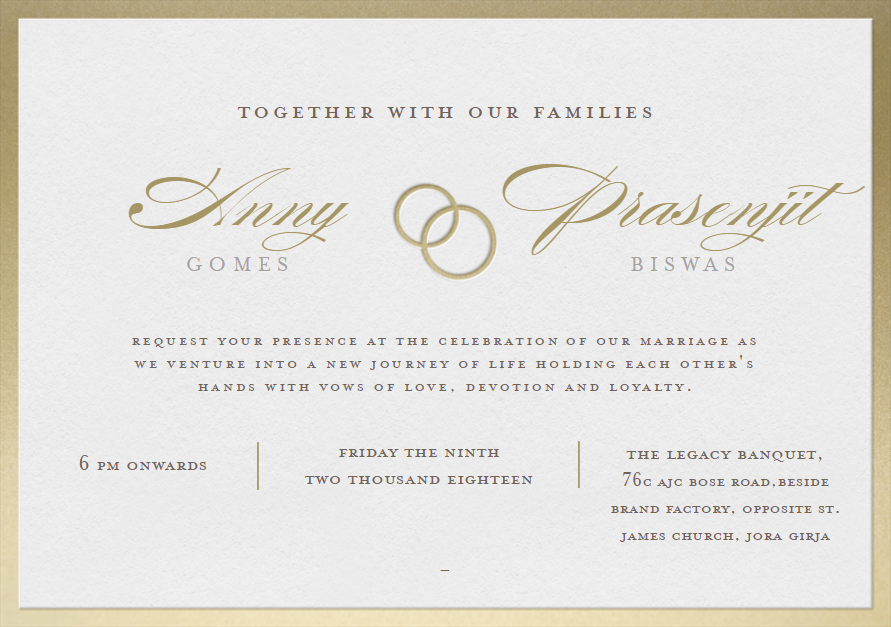 TOGETHER WITH OUR FAMILIES
Anny Prasenjit
GOMES BISWAS
REQUEST YOUR PRESENCE AT THE CELEBRATION OF OUR MARRIAGE AS
WE VENTURE INTO A NEW JOURNEY OF LIFE HOLDING EACH OTHER'S
HANDS WITH VOWS OF LOVE, DEVOTION AND LOYALTY.
6 PM ONWARDS
FRIDAY THE NINTH
TWO THOUSAND EIGHTEEN
THE LEGACY BANQUET,
76C AJC BOSE ROAD,BESIDE
BRAND FACTORY, OPPOSITE ST.
JAMES CHURCH, JORA GIRJA
–